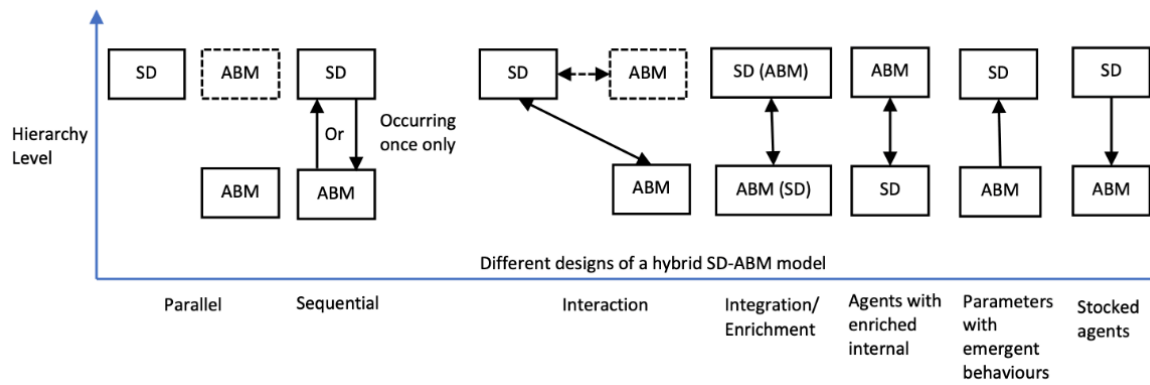 SD
ABM
SD
SD
ABM
SD (ABM)
ABM
SD
SD
Hierarchy
Level
Or
Occurring
once only
ABM
ABM
ABM
ABM (SD)
SD
ABM
ABM
Different designs of a hybrid SD-ABM model
Parallel
Sequential
Interaction
Integration/
Enrichment
Agents with
enriched
internal
Parameters
with
emergent
behaviours
Stocked
agents